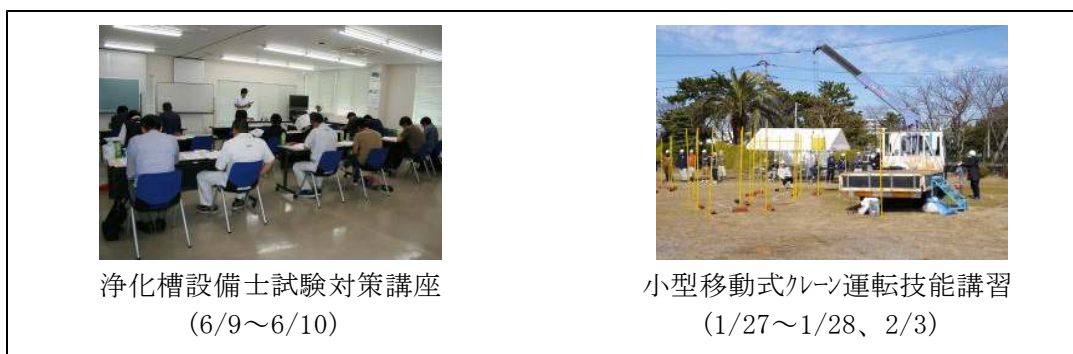 浄化槽設備士試験対策講座
(6/9～6/10)
小型移動式ｸﾚｰﾝ運転技能講習
(1/27～1/28、2/3)